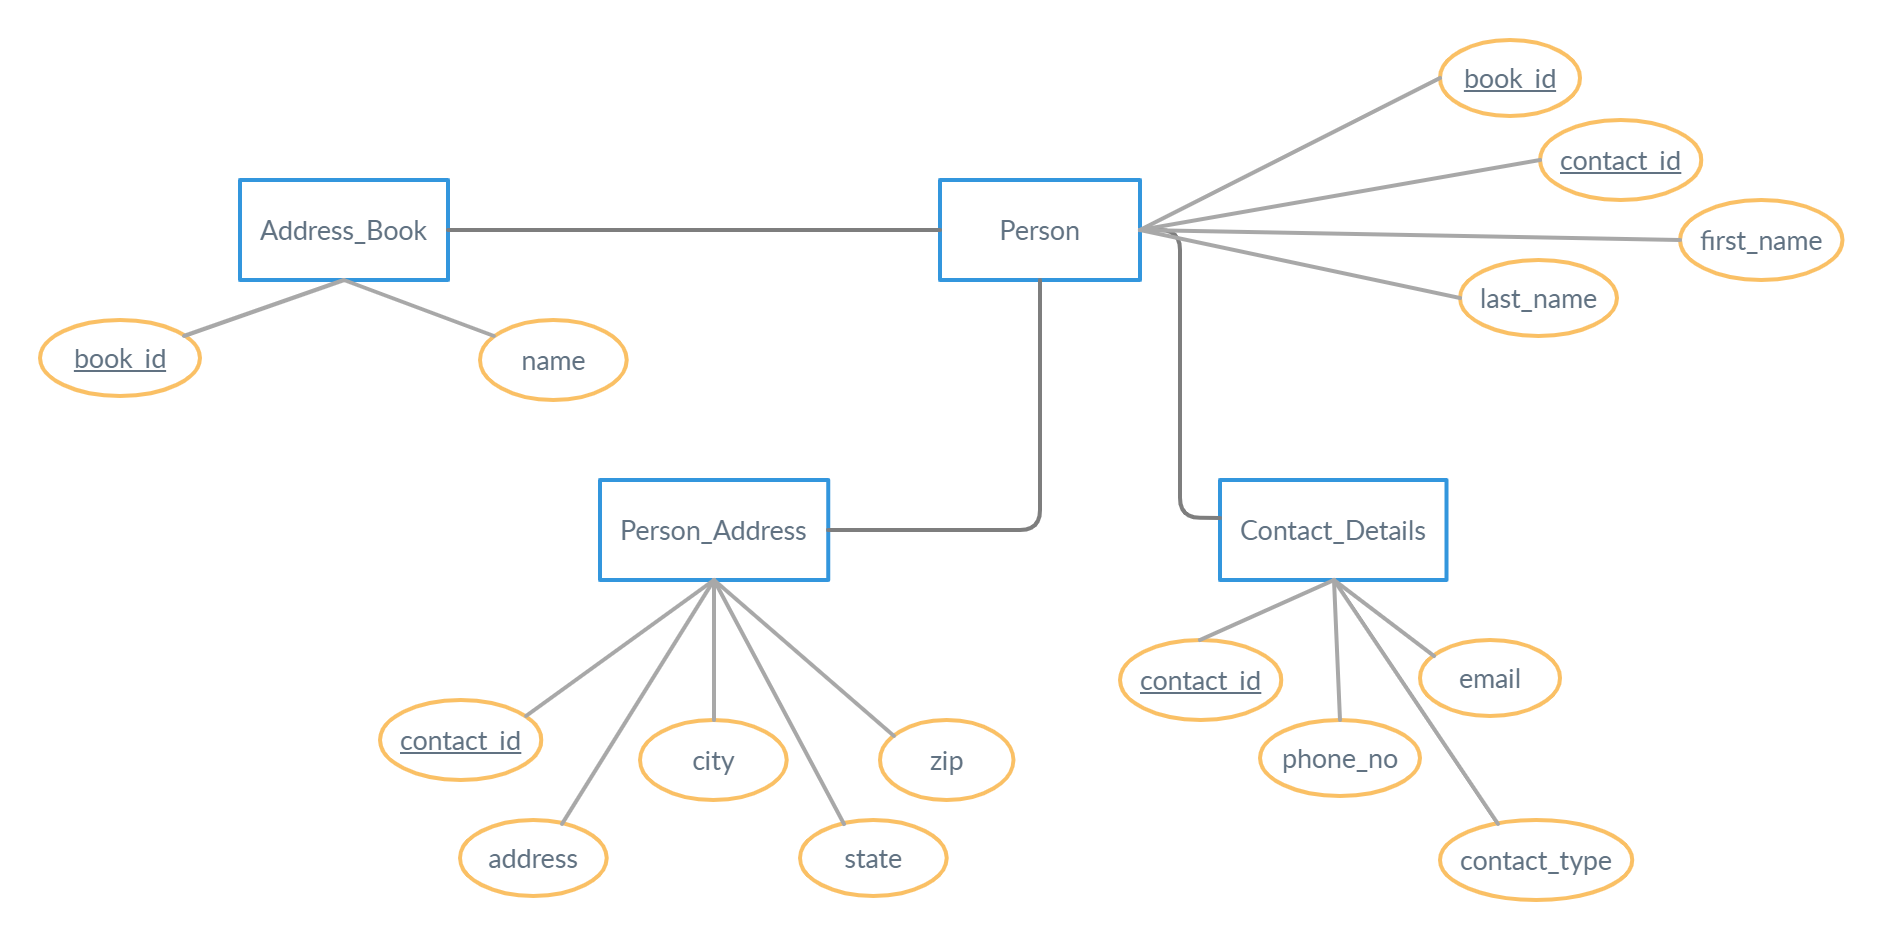 book_id
contact_id
first_name
last_name
Address_Book
Person
book_id
name
Person_Address
Contact_Details
contact_id
address
city
state
zip
contact_id
phone_no
email
contact_type